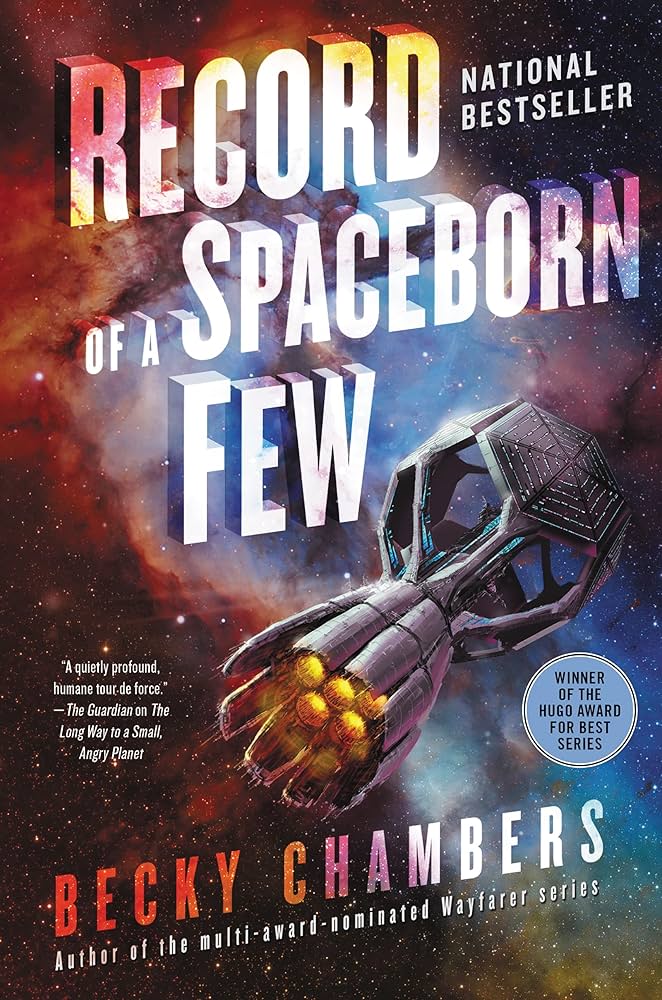 RECORD
NATIONAL
BESTSELLER
OF A SPACEBORN
FEW
“A quietly profound,
humane tour de force.”
—The Guardian on The
Long Way to a Small,
Angry Planet
WINNER
OF THE
HUGO AWARD
FOR BEST
SERIES
BECKY CHAMBERS
Author of the multi-award-nominated Wayfarer series